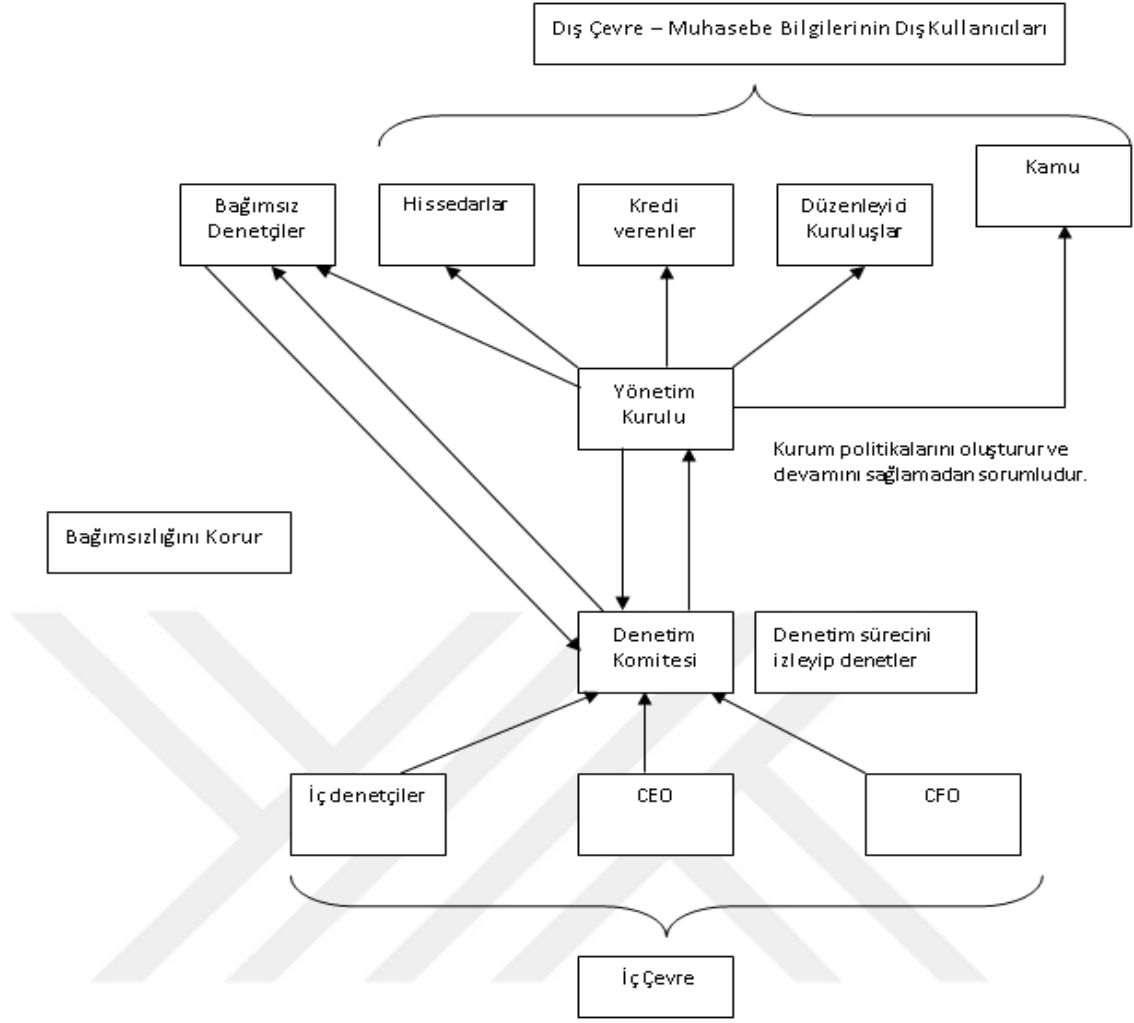 Dış Çevre – Muhasebe Bilgilerinin Dış Kullanıcıları
Kamu
Bağımsız
Denetçiler
Hissedarlar
Kredi
verenler
Düzenleyici
Kuruluşlar
Yönetim
Kurulu
Kurum politikalarını oluşturur ve
devamını sağlamadan sorumludur.
Bağımsızlığını Korur
Denetim
Komitesi
Denetim sürecini
izleyip denetler
İç denetçiler
CEO
CFO
İç Çevre